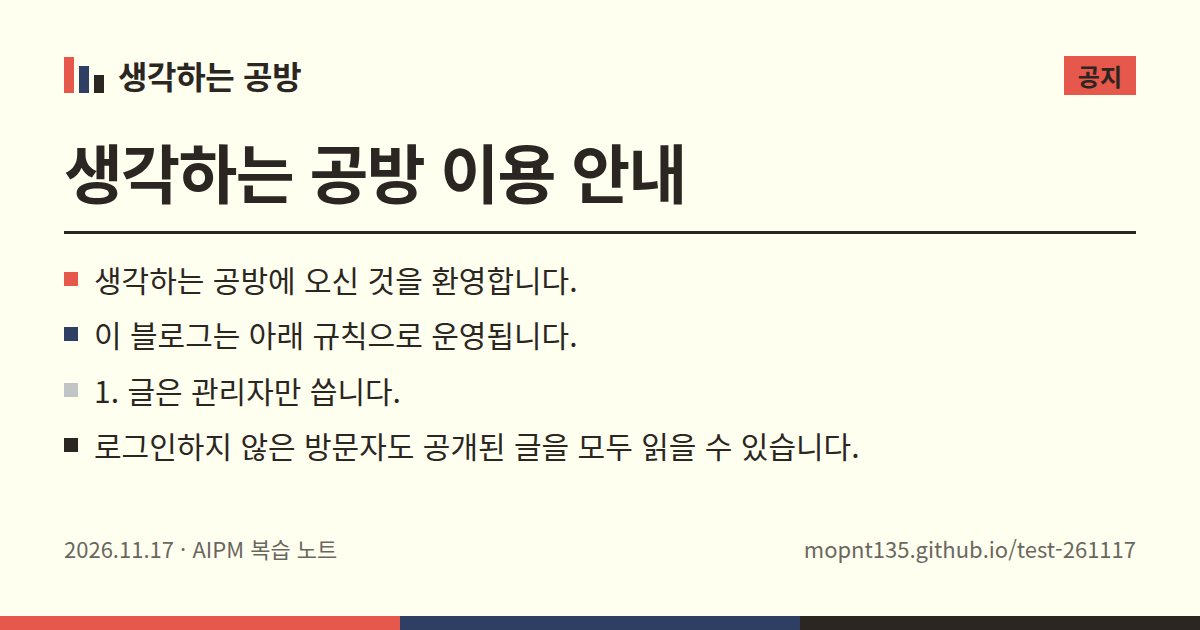 생각하는 공방
공지
생각하는 공방 이용 안내
생각하는 공방에 오신 것을 환영합니다.
이 블로그는 아래 규칙으로 운영됩니다.
1. 글은 관리자만 씁니다.
로그인하지 않은 방문자도 공개된 글을 모두 읽을 수 있습니다.
2026.11.17 · AIPM 복습 노트
mopnt135.github.io/test-261117